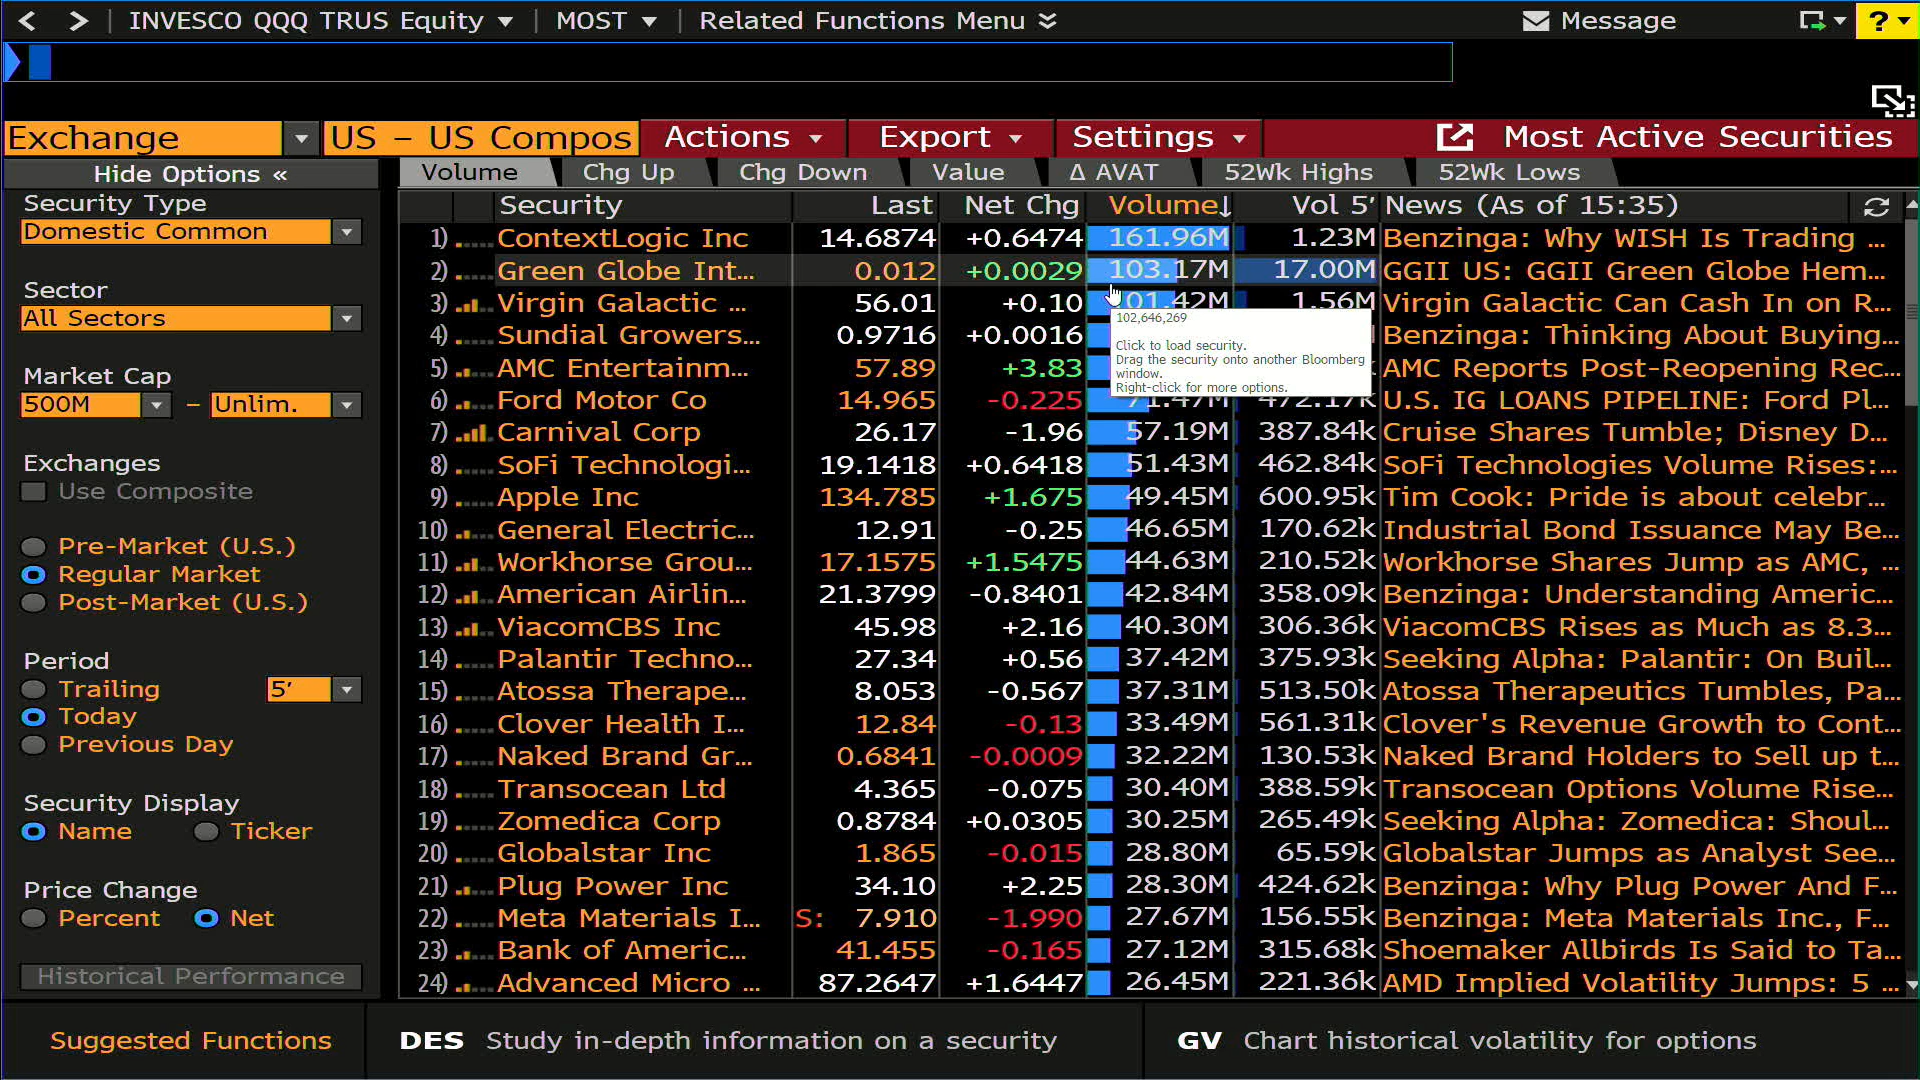 INVESCO QQQ TRUS Equity MOST Related Functions Menu Message ?
Exchange US – US Compos Actions Export Settings Most Active Securities
Hide Options «
Security Type
Domestic Common
Sector
All Sectors
Market Cap
500M – Unlim.
Exchanges
Use Composite
Pre-Market (U.S.)
Regular Market
Post-Market (U.S.)
Period
Trailing 5'
Today
Previous Day
Security Display
Name Ticker
Price Change
Percent Net
Historical Performance
Volume Chg Up Chg Down Value Δ AVAT 52Wk Highs 52Wk Lows
Security Last Net Chg Volume↓ Vol 5' News (As of 15:35)
1) ContextLogic Inc 14.6874 +0.6474 161.96M 1.23M Benzinga: Why WISH Is Trading ...
2) Green Globe Int... 0.012 +0.0029 103.17M 17.00M GGII US: GGII Green Globe Hem...
3) Virgin Galactic ... 56.01 +0.10 01.42M 1.56M Virgin Galactic Can Cash In on R...
4) Sundial Growers... 0.9716 +0.0016 Benzinga: Thinking About Buying...
5) AMC Entertainm... 57.89 +3.83 AMC Reports Post-Reopening Rec...
6) Ford Motor Co 14.965 -0.225 71.47M 472.17k U.S. IG LOANS PIPELINE: Ford Pl...
7) Carnival Corp 26.17 -1.96 57.19M 387.84k Cruise Shares Tumble; Disney D...
8) SoFi Technologi... 19.1418 +0.6418 51.43M 462.84k SoFi Technologies Volume Rises:...
9) Apple Inc 134.785 +1.675 49.45M 600.95k Tim Cook: Pride is about celebr...
10) General Electric... 12.91 -0.25 46.65M 170.62k Industrial Bond Issuance May Be...
11) Workhorse Grou... 17.1575 +1.5475 44.63M 210.52k Workhorse Shares Jump as AMC, ...
12) American Airlin... 21.3799 -0.8401 42.84M 358.09k Benzinga: Understanding Americ...
13) ViacomCBS Inc 45.98 +2.16 40.30M 306.36k ViacomCBS Rises as Much as 8.3...
14) Palantir Techno... 27.34 +0.56 37.42M 375.93k Seeking Alpha: Palantir: On Buil...
15) Atossa Therape... 8.053 -0.567 37.31M 513.50k Atossa Therapeutics Tumbles, Pa...
16) Clover Health I... 12.84 -0.13 33.49M 561.31k Clover's Revenue Growth to Cont...
17) Naked Brand Gr... 0.6841 -0.0009 32.22M 130.53k Naked Brand Holders to Sell up t...
18) Transocean Ltd 4.365 -0.075 30.40M 388.59k Transocean Options Volume Rise...
19) Zomedica Corp 0.8784 +0.0305 30.25M 265.49k Seeking Alpha: Zomedica: Shoul...
20) Globalstar Inc 1.865 -0.015 28.80M 65.59k Globalstar Jumps as Analyst See...
21) Plug Power Inc 34.10 +2.25 28.30M 424.62k Benzinga: Why Plug Power And F...
22) Meta Materials I... S: 7.910 -1.990 27.67M 156.55k Benzinga: Meta Materials Inc., F...
23) Bank of Americ... 41.455 -0.165 27.12M 315.68k Shoemaker Allbirds Is Said to Ta...
24) Advanced Micro ... 87.2647 +1.6447 26.45M 221.36k AMD Implied Volatility Jumps: 5 ...
102,646,269
Click to load security.
Drag the security onto another Bloomberg
window.
Right-click for more options.
Suggested Functions DES Study in-depth information on a security GV Chart historical volatility for options